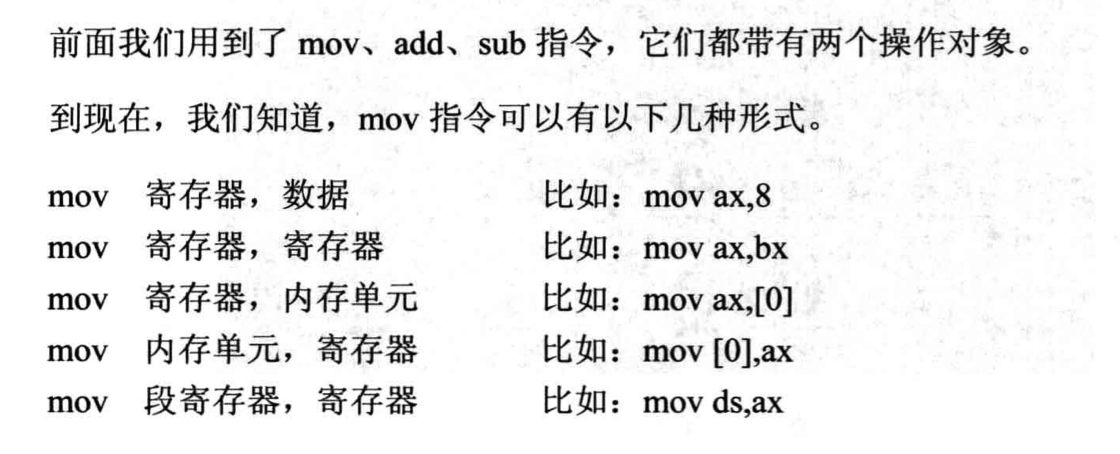 前面我们用到了 mov、add、sub 指令，它们都带有两个操作对象。
到现在，我们知道，mov 指令可以有以下几种形式。
mov 寄存器，数据 比如：mov ax,8
mov 寄存器，寄存器 比如：mov ax,bx
mov 寄存器，内存单元 比如：mov ax,[0]
mov 内存单元，寄存器 比如：mov [0],ax
mov 段寄存器，寄存器 比如：mov ds,ax